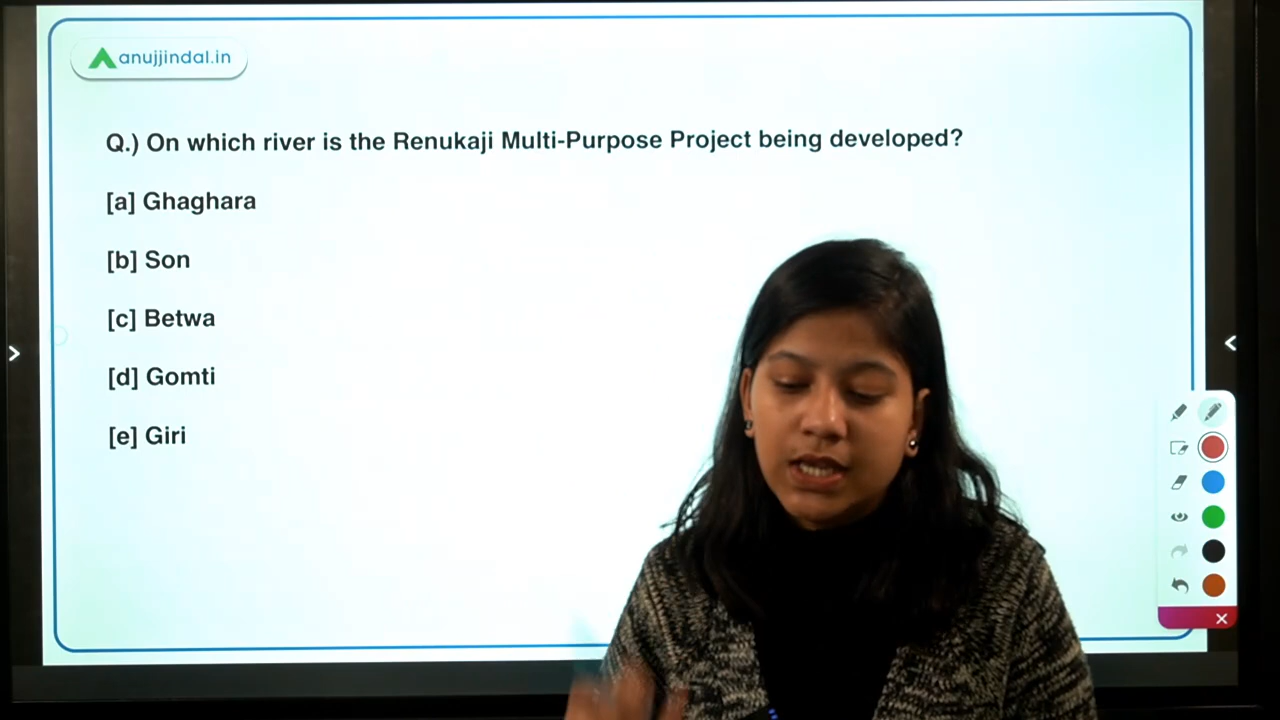 anujjindal.in
Q.) On which river is the Renukaji Multi-Purpose Project being developed?
[a] Ghaghara
[b] Son
[c] Betwa
[d] Gomti
[e] Giri